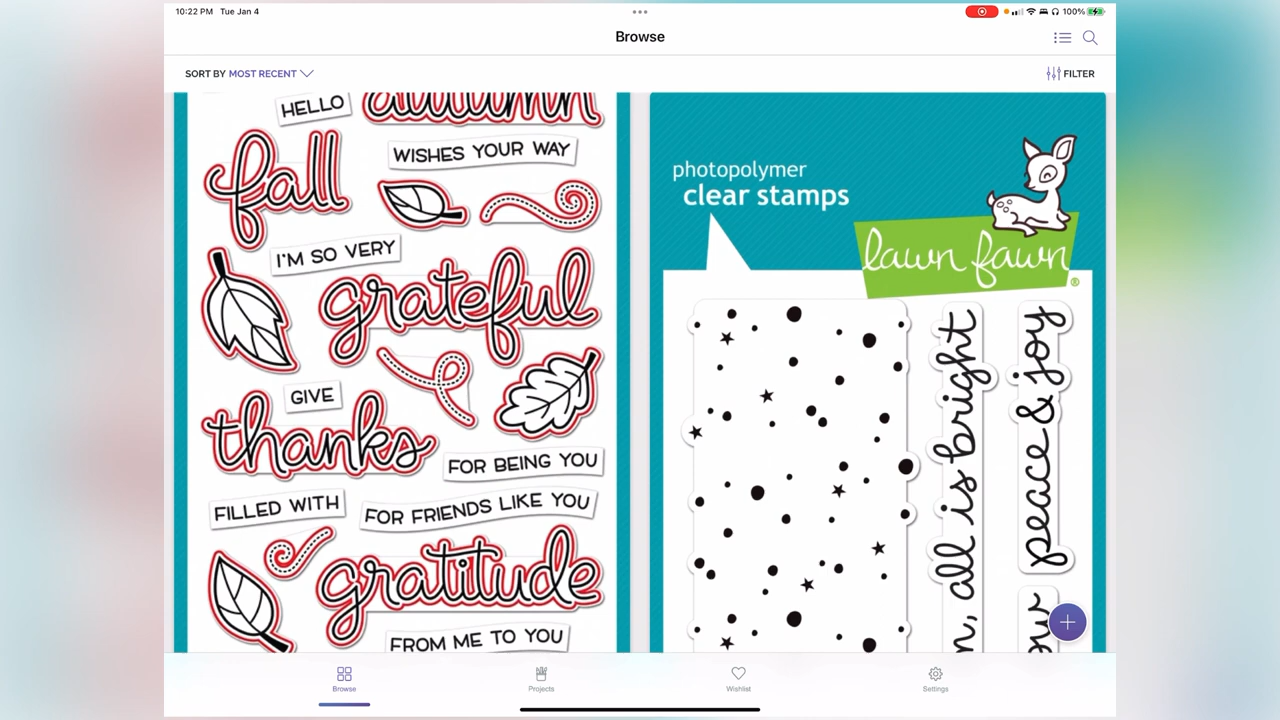 10:22 PM Tue Jan 4
100%
Browse
SORT BY MOST RECENT
FILTER
HELLO
autumn
fall
WISHES YOUR WAY
I'M SO VERY
grateful
GIVE
thanks
FOR BEING YOU
FILLED WITH
FOR FRIENDS LIKE YOU
gratitude
FROM ME TO YOU
photopolymer
clear stamps
lawn fawn®
all is bright
peace & joy
Browse
Projects
Wishlist
Settings